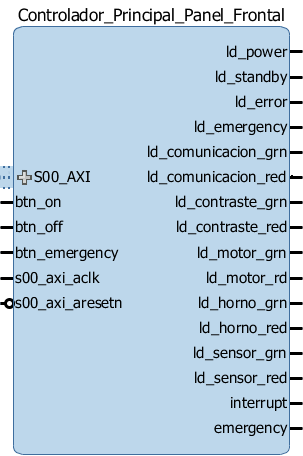 Controlador_Principal_Panel_Frontal
ld_power
ld_standby
ld_error
ld_emergency
ld_comunicacion_grn
S00_AXI ld_comunicacion_red
btn_on ld_contraste_grn
btn_off ld_contraste_red
btn_emergency ld_motor_grn
s00_axi_aclk ld_motor_rd
s00_axi_aresetn ld_horno_grn
ld_horno_red
ld_sensor_grn
ld_sensor_red
interrupt
emergency